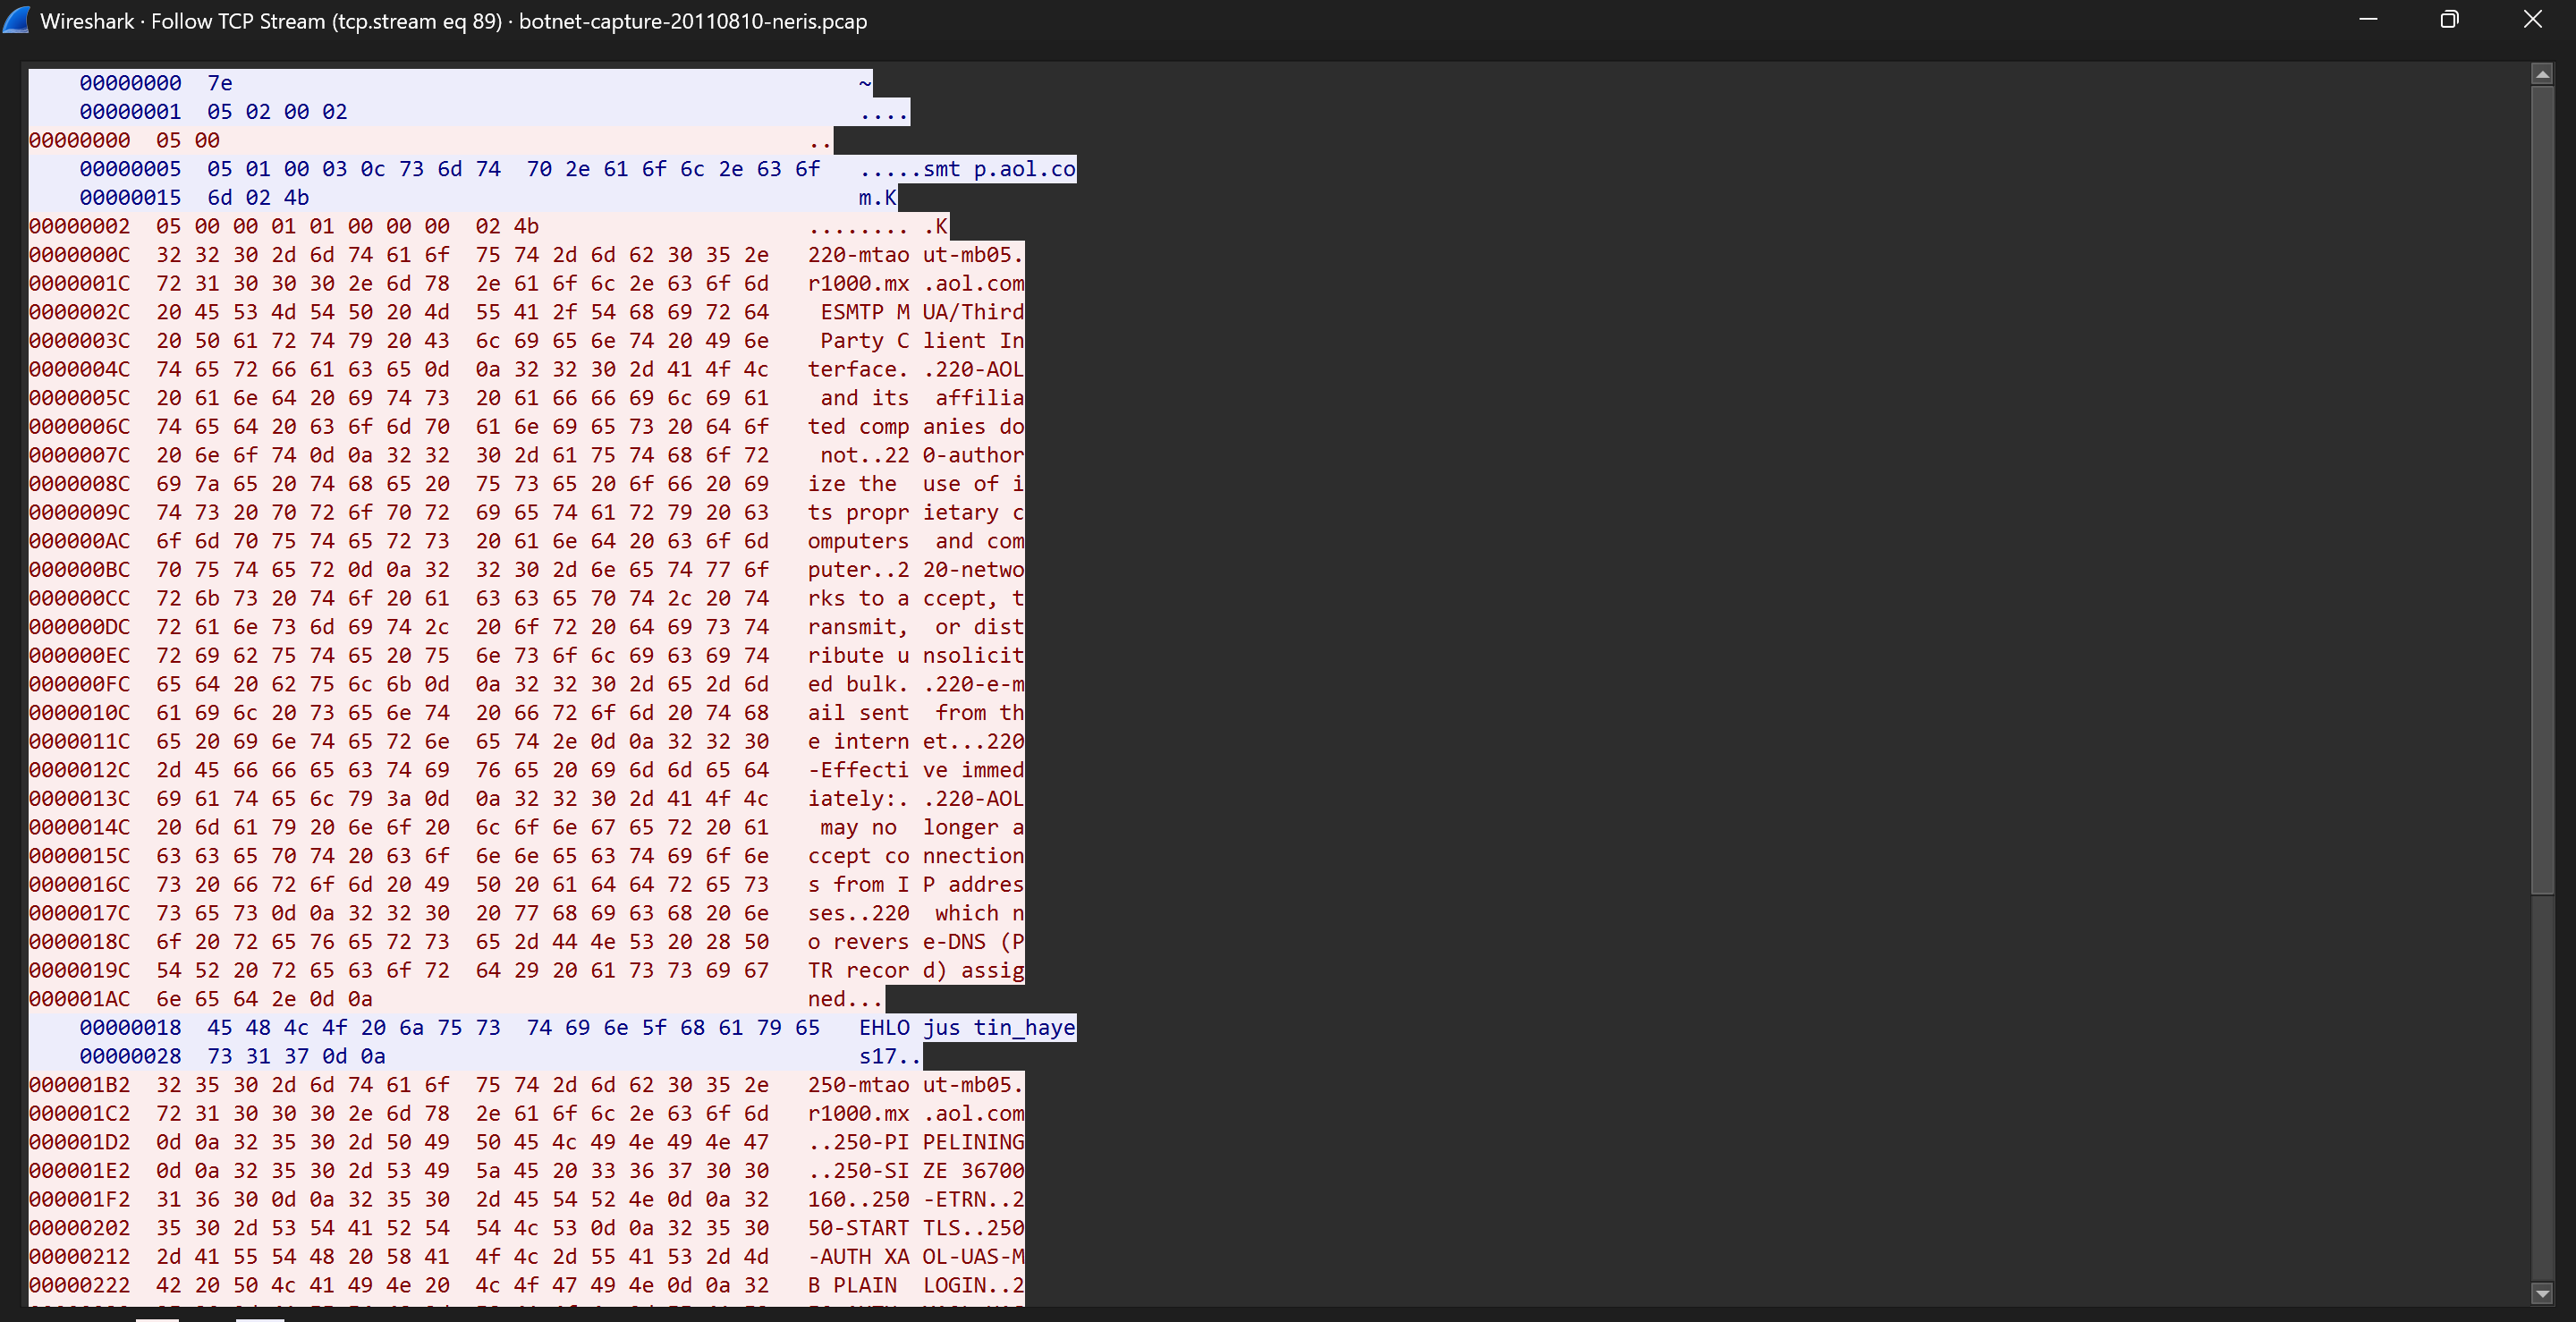 Wireshark · Follow TCP Stream (tcp.stream eq 89) · botnet-capture-20110810-neris.pcap
00000000 7e ~
00000001 05 02 00 02 ....
00000000 05 00 ..
00000005 05 01 00 03 0c 73 6d 74 70 2e 61 6f 6c 2e 63 6f .....smt p.aol.co
00000015 6d 02 4b m.K
00000002 05 00 00 01 01 00 00 00 02 4b ........ .K
0000000C 32 32 30 2d 6d 74 61 6f 75 74 2d 6d 62 30 35 2e 220-mtao ut-mb05.
0000001C 72 31 30 30 30 2e 6d 78 2e 61 6f 6c 2e 63 6f 6d r1000.mx .aol.com
0000002C 20 45 53 4d 54 50 20 4d 55 41 2f 54 68 69 72 64 ESMTP M UA/Third
0000003C 20 50 61 72 74 79 20 43 6c 69 65 6e 74 20 49 6e Party C lient In
0000004C 74 65 72 66 61 63 65 0d 0a 32 32 30 2d 41 4f 4c terface. .220-AOL
0000005C 20 61 6e 64 20 69 74 73 20 61 66 66 69 6c 69 61 and its affilia
0000006C 74 65 64 20 63 6f 6d 70 61 6e 69 65 73 20 64 6f ted comp anies do
0000007C 20 6e 6f 74 0d 0a 32 32 30 2d 61 75 74 68 6f 72 not..22 0-author
0000008C 69 7a 65 20 74 68 65 20 75 73 65 20 6f 66 20 69 ize the use of i
0000009C 74 73 20 70 72 6f 70 72 69 65 74 61 72 79 20 63 ts propr ietary c
000000AC 6f 6d 70 75 74 65 72 73 20 61 6e 64 20 63 6f 6d omputers and com
000000BC 70 75 74 65 72 0d 0a 32 32 30 2d 6e 65 74 77 6f puter..2 20-netwo
000000CC 72 6b 73 20 74 6f 20 61 63 63 65 70 74 2c 20 74 rks to a ccept, t
000000DC 72 61 6e 73 6d 69 74 2c 20 6f 72 20 64 69 73 74 ransmit, or dist
000000EC 72 69 62 75 74 65 20 75 6e 73 6f 6c 69 63 69 74 ribute u nsolicit
000000FC 65 64 20 62 75 6c 6b 0d 0a 32 32 30 2d 65 2d 6d ed bulk. .220-e-m
0000010C 61 69 6c 20 73 65 6e 74 20 66 72 6f 6d 20 74 68 ail sent from th
0000011C 65 20 69 6e 74 65 72 6e 65 74 2e 0d 0a 32 32 30 e intern et...220
0000012C 2d 45 66 66 65 63 74 69 76 65 20 69 6d 6d 65 64 -Effecti ve immed
0000013C 69 61 74 65 6c 79 3a 0d 0a 32 32 30 2d 41 4f 4c iately:. .220-AOL
0000014C 20 6d 61 79 20 6e 6f 20 6c 6f 6e 67 65 72 20 61 may no longer a
0000015C 63 63 65 70 74 20 63 6f 6e 6e 65 63 74 69 6f 6e ccept co nnection
0000016C 73 20 66 72 6f 6d 20 49 50 20 61 64 64 72 65 73 s from I P addres
0000017C 73 65 73 0d 0a 32 32 30 20 77 68 69 63 68 20 6e ses..220 which n
0000018C 6f 20 72 65 76 65 72 73 65 2d 44 4e 53 20 28 50 o revers e-DNS (P
0000019C 54 52 20 72 65 63 6f 72 64 29 20 61 73 73 69 67 TR recor d) assig
000001AC 6e 65 64 2e 0d 0a ned...
00000018 45 48 4c 4f 20 6a 75 73 74 69 6e 5f 68 61 79 65 EHLO jus tin_haye
00000028 73 31 37 0d 0a s17..
000001B2 32 35 30 2d 6d 74 61 6f 75 74 2d 6d 62 30 35 2e 250-mtao ut-mb05.
000001C2 72 31 30 30 30 2e 6d 78 2e 61 6f 6c 2e 63 6f 6d r1000.mx .aol.com
000001D2 0d 0a 32 35 30 2d 50 49 50 45 4c 49 4e 49 4e 47 ..250-PI PELINING
000001E2 0d 0a 32 35 30 2d 53 49 5a 45 20 33 36 37 30 30 ..250-SI ZE 36700
000001F2 31 36 30 0d 0a 32 35 30 2d 45 54 52 4e 0d 0a 32 160..250 -ETRN..2
00000202 35 30 2d 53 54 41 52 54 54 4c 53 0d 0a 32 35 30 50-START TLS..250
00000212 2d 41 55 54 48 20 58 41 4f 4c 2d 55 41 53 2d 4d -AUTH XA OL-UAS-M
00000222 42 20 50 4c 41 49 4e 20 4c 4f 47 49 4e 0d 0a 32 B PLAIN LOGIN..2